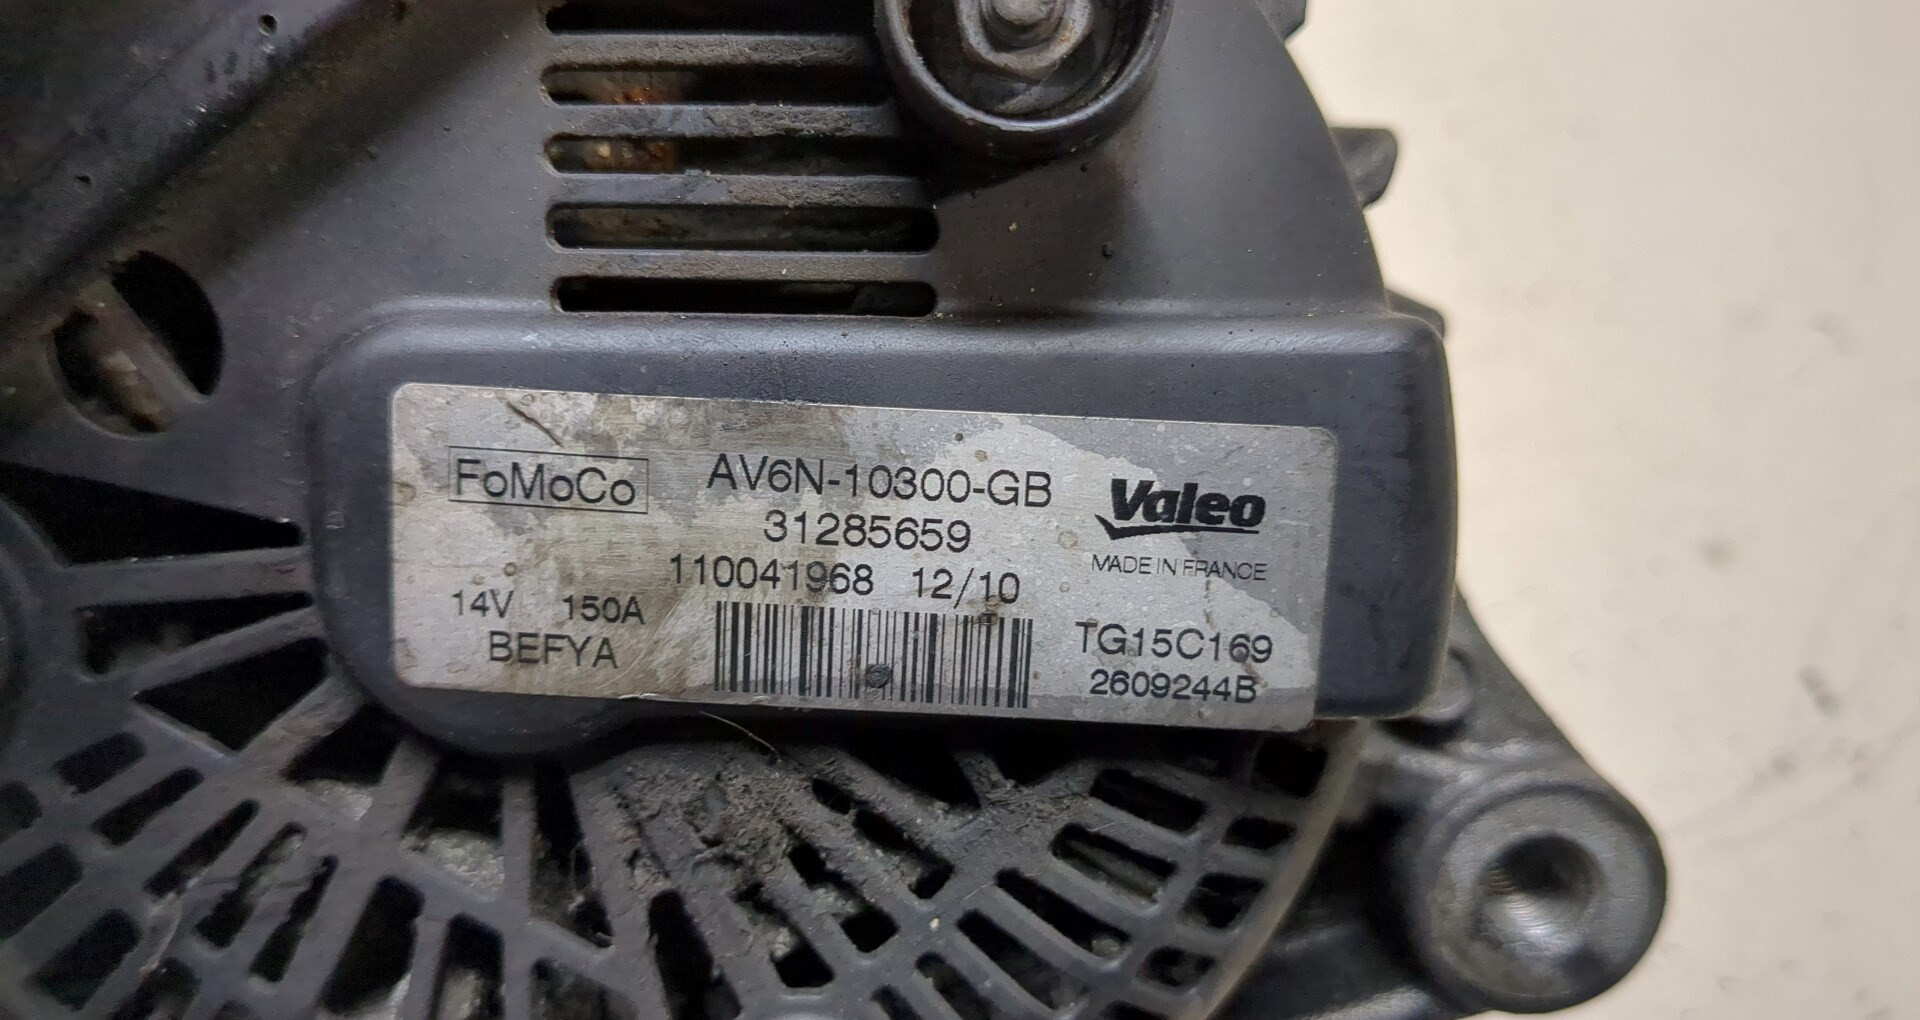 FoMoCo
AV6N-10300-GB
31285659
110041968 12/10
14V 150A
BEFYA
Valeo
MADE IN FRANCE
TG15C169
2609244B